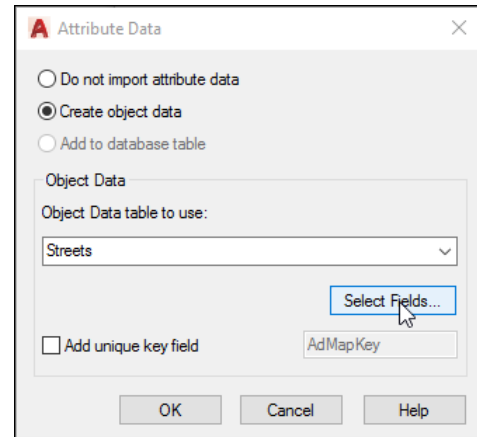 Attribute Data
Do not import attribute data
Create object data
Add to database table
Object Data
Object Data table to use:
Streets
Select Fields...
Add unique key field AdMapKey
OK Cancel Help